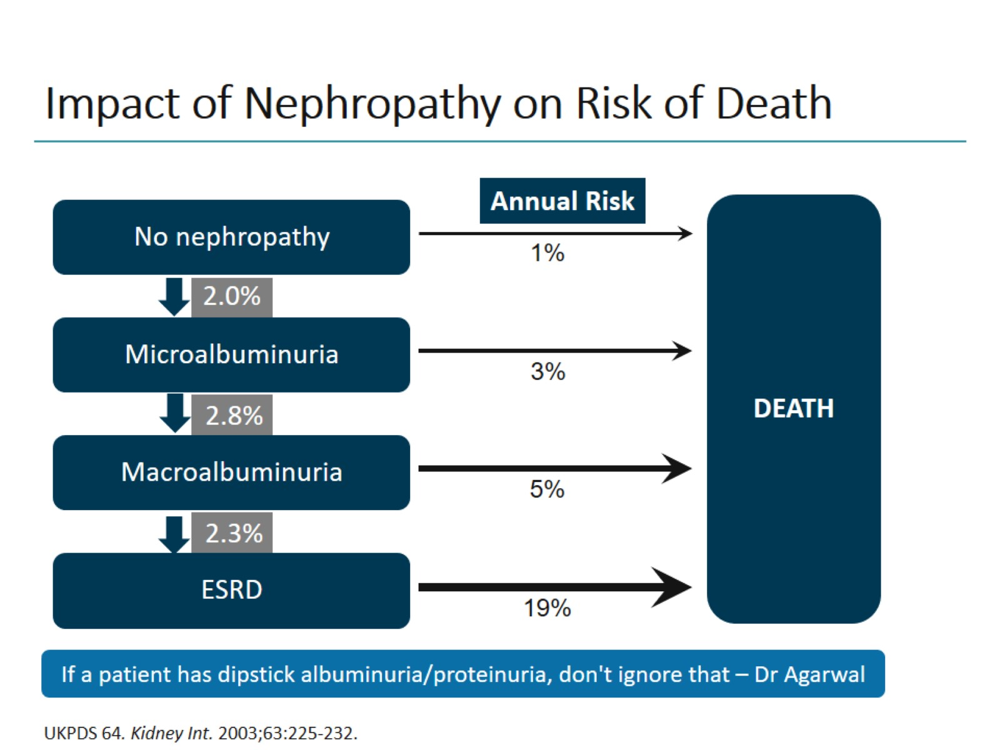 Impact of Nephropathy on Risk of Death
Annual Risk
No nephropathy
1%
2.0%
Microalbuminuria
3%
DEATH
2.8%
Macroalbuminuria
5%
2.3%
ESRD
19%
If a patient has dipstick albuminuria/proteinuria, don't ignore that – Dr Agarwal
UKPDS 64. Kidney Int. 2003;63:225-232.